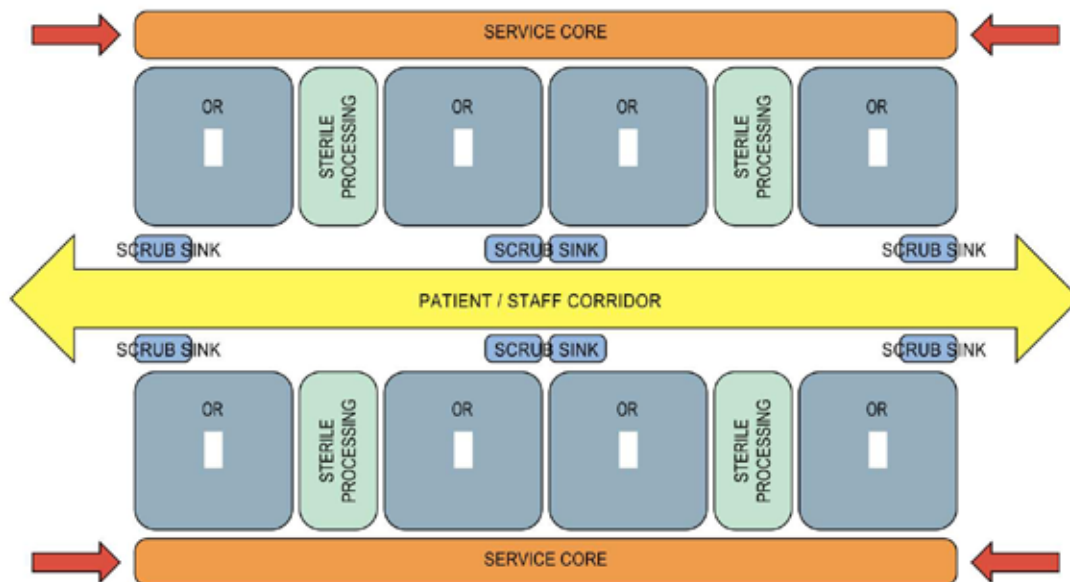 SERVICE CORE
OR
STERILE
PROCESSING
OR
OR
STERILE
PROCESSING
OR
SCRUB SINK
SCRUB SINK
SCRUB SINK
PATIENT / STAFF CORRIDOR
SCRUB SINK
SCRUB SINK
SCRUB SINK
OR
STERILE
PROCESSING
OR
OR
STERILE
PROCESSING
OR
SERVICE CORE